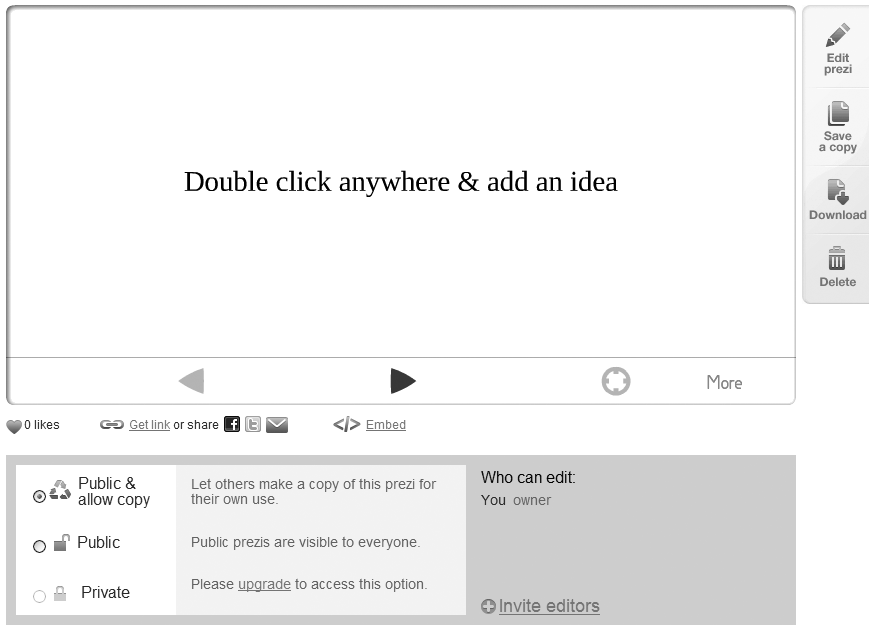 Double click anywhere & add an idea
More
Edit
prezi
Save
a copy
Download
Delete
0 likes
Get link or share
Embed
Public &
allow copy
Let others make a copy of this prezi for
their own use.
Public
Public prezis are visible to everyone.
Private
Please upgrade to access this option.
Who can edit:
You owner
Invite editors